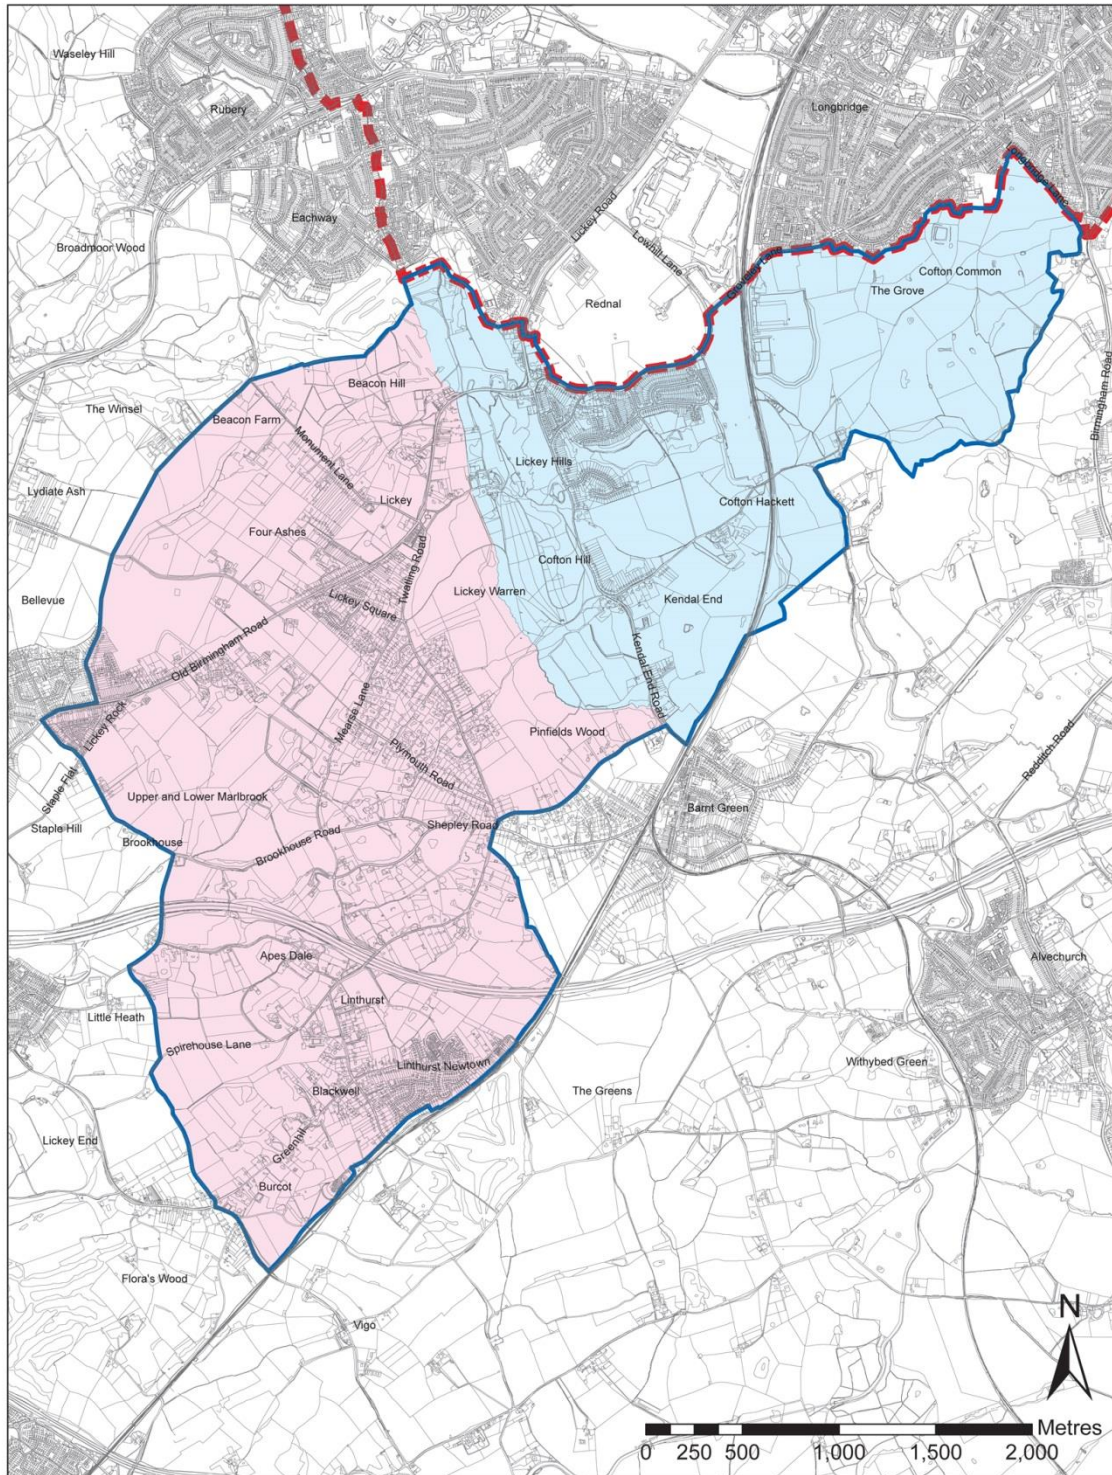 Waseley Hill
Rubery
Longbridge
Longbridge Lane
Eachway
Lickey Road
Broadmoor Wood
Lowhill Lane
Groveley Lane
Cofton Common
The Grove
Rednal
Birmingham Road
Beacon Hill
The Winsel
Beacon Farm
Monument Lane
Lickey Hills
Lydiate Ash
Lickey
Cofton Hackett
Four Ashes
Twatling Road
Cofton Hill
Lickey Warren
Bellevue
Lickey Square
Kendal End
Old Birmingham Road
Kendal End Road
Mearse Lane
Lickey Rock
Pinfields Wood
Redditch Road
Plymouth Road
Staple Flat
Upper and Lower Marlbrook
Barnt Green
Staple Hill
Shepley Road
Brookhouse
Brookhouse Road
Apes Dale
Alvechurch
Linthurst
Little Heath
Spirehouse Lane
Linthurst Newtown
Withybed Green
Blackwell
The Greens
Lickey End
Greenhill
Burcot
Flora's Wood
Vigo
N
Metres
0 250 500 1,000 1,500 2,000